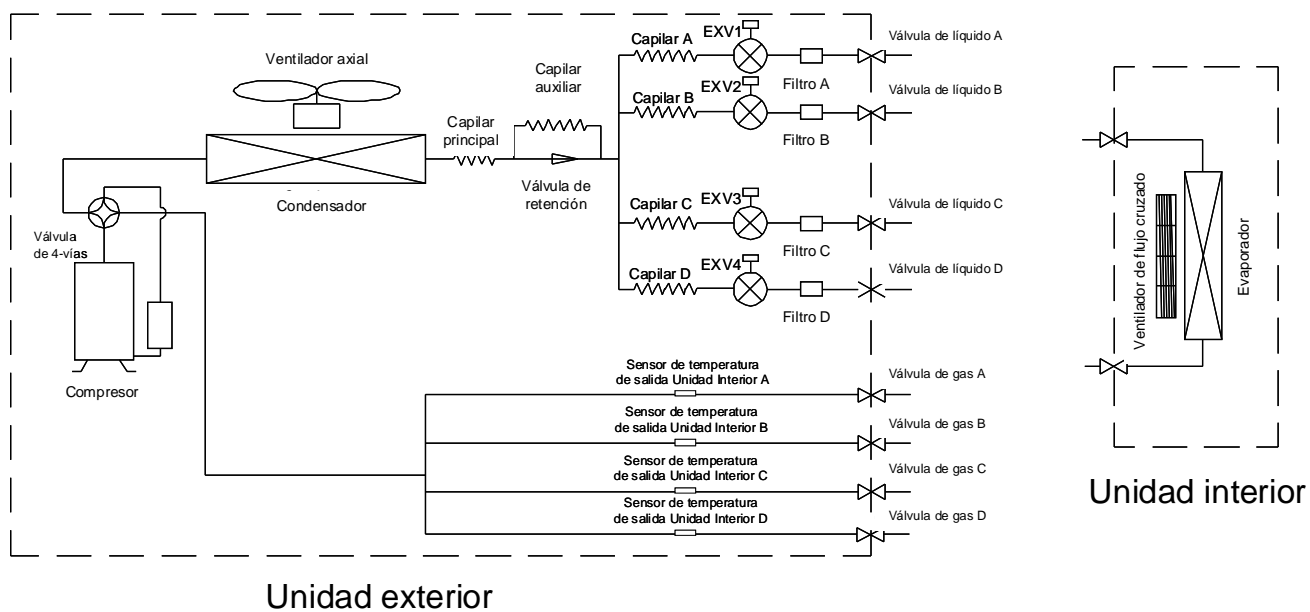 Ventilador axial
Capilar
auxiliar
Capilar
principal
Válvula de
retención
Condensador
Válvula
de 4-vías
Compresor
Capilar A
EXV1
Filtro A
Válvula de líquido A
Capilar B
EXV2
Filtro B
Válvula de líquido B
Capilar C
EXV3
Filtro C
Válvula de líquido C
Capilar D
EXV4
Filtro D
Válvula de líquido D
Sensor de temperatura
de salida Unidad Interior A
Válvula de gas A
Sensor de temperatura
de salida Unidad Interior B
Válvula de gas B
Sensor de temperatura
de salida Unidad Interior C
Válvula de gas C
Sensor de temperatura
de salida Unidad Interior D
Válvula de gas D
Unidad exterior
Ventilador de flujo cruzado
Evaporador
Unidad interior